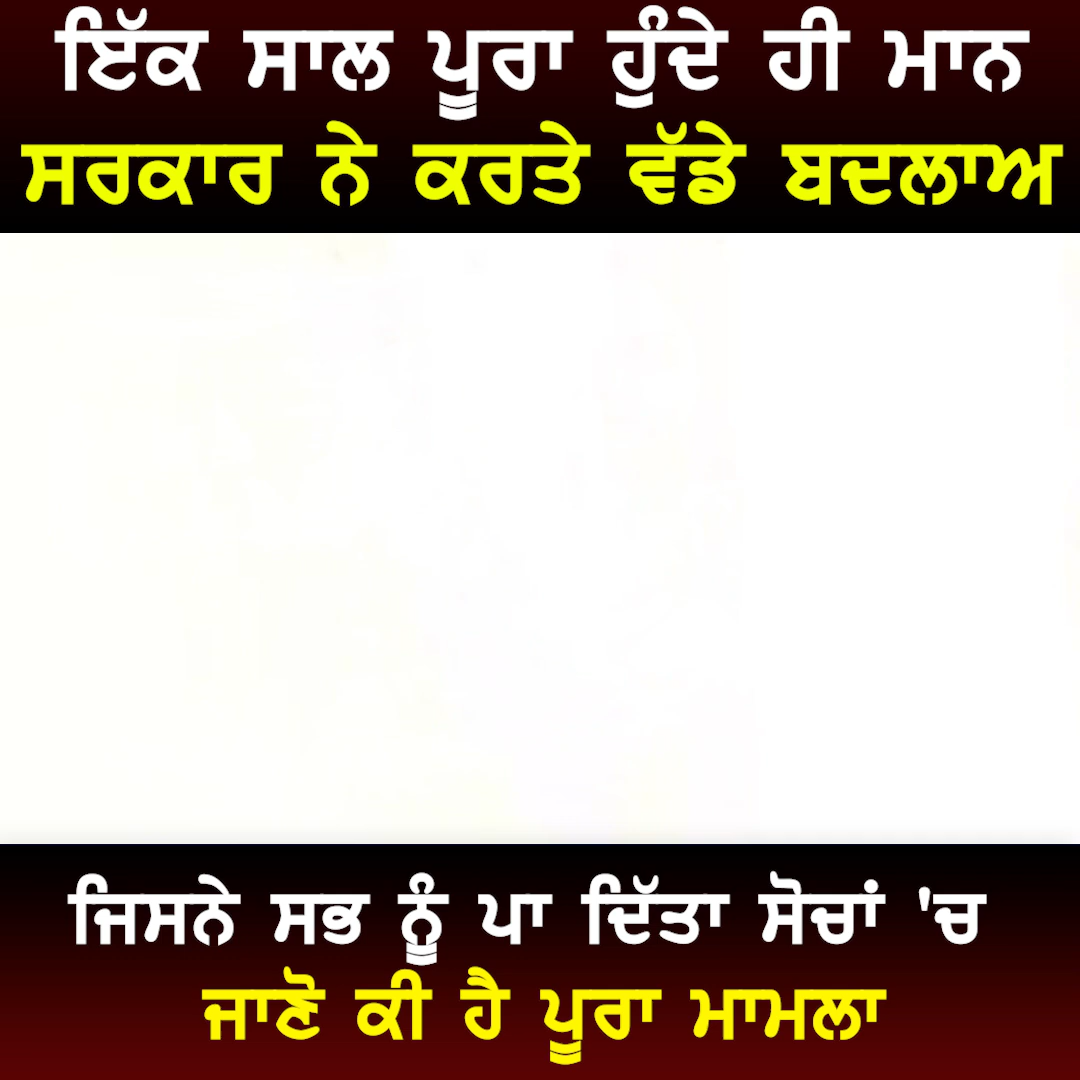 ਇੱਕ ਸਾਲ ਪੂਰਾ ਹੁੰਦੇ ਹੀ ਮਾਨ
ਸਰਕਾਰ ਨੇ ਕਰਤੇ ਵੱਡੇ ਬਦਲਾਅ
ਜਿਸਨੇ ਸਭ ਨੂੰ ਪਾ ਦਿੱਤਾ ਸੋਚਾਂ 'ਚ
ਜਾਣੋ ਕੀ ਹੈ ਪੂਰਾ ਮਾਮਲਾ